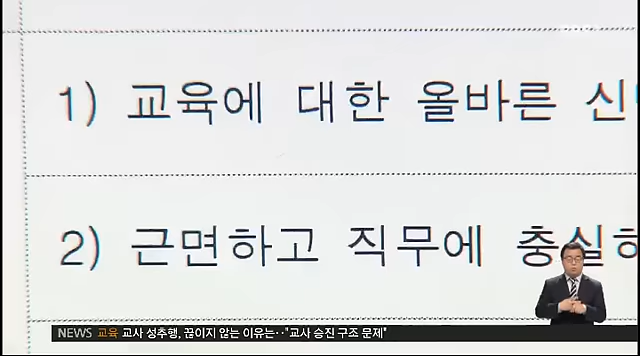 1) 교육에 대한 올바른
2) 근면하고 직무에
NEWS 교육 교사 성추행, 끊이지 않는 이유는‥"교사 승진 구조 문제"